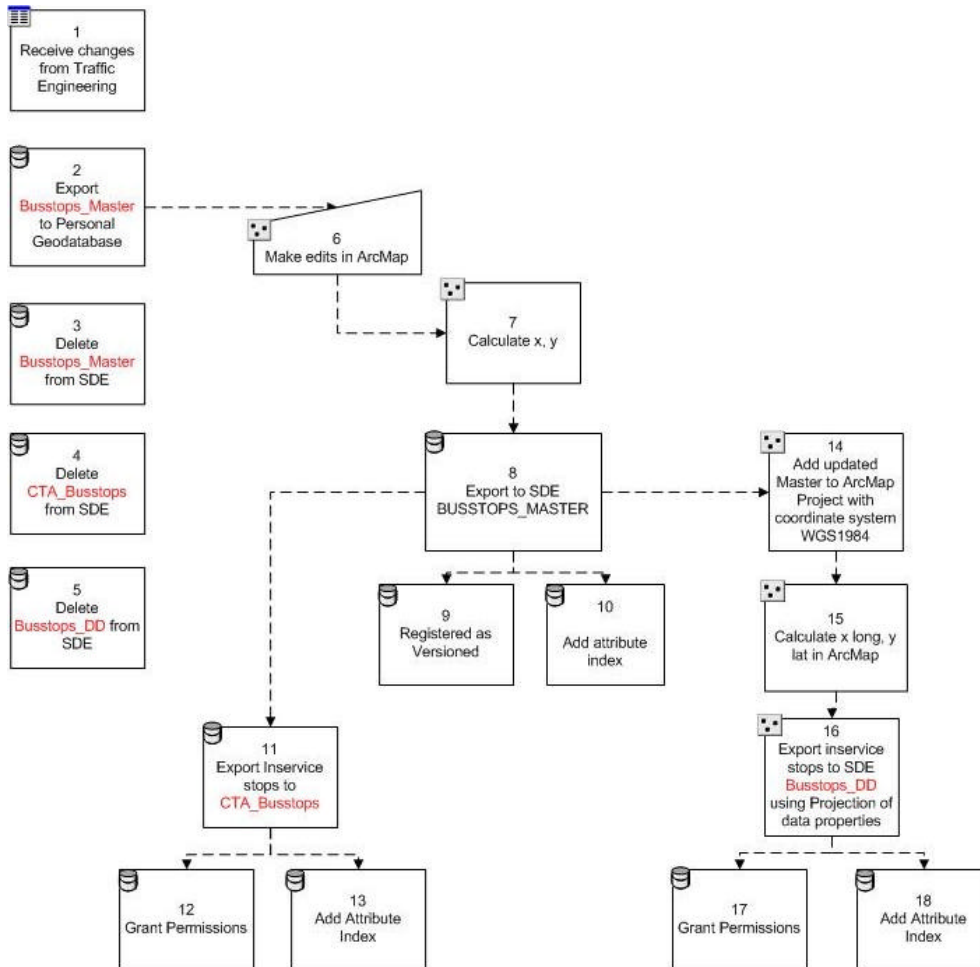 1
Receive changes
from Traffic
Engineering
2
Export
Busstops_Master
to Personal
Geodatabase
3
Delete
Busstops_Master
from SDE
4
Delete
CTA_Busstops
from SDE
5
Delete
Busstops_DD from
SDE
6
Make edits in ArcMap
7
Calculate x, y
8
Export to SDE
BUSSTOPS_MASTER
9
Registered as
Versioned
10
Add attribute
index
11
Export Inservice
stops to
CTA_Busstops
12
Grant Permissions
13
Add Attribute
Index
14
Add updated
Master to ArcMap
Project with
coordinate system
WGS1984
15
Calculate x long, y
lat in ArcMap
16
Export inservice
stops to SDE
Busstops_DD
using Projection of
data properties
17
Grant Permissions
18
Add Attribute
Index